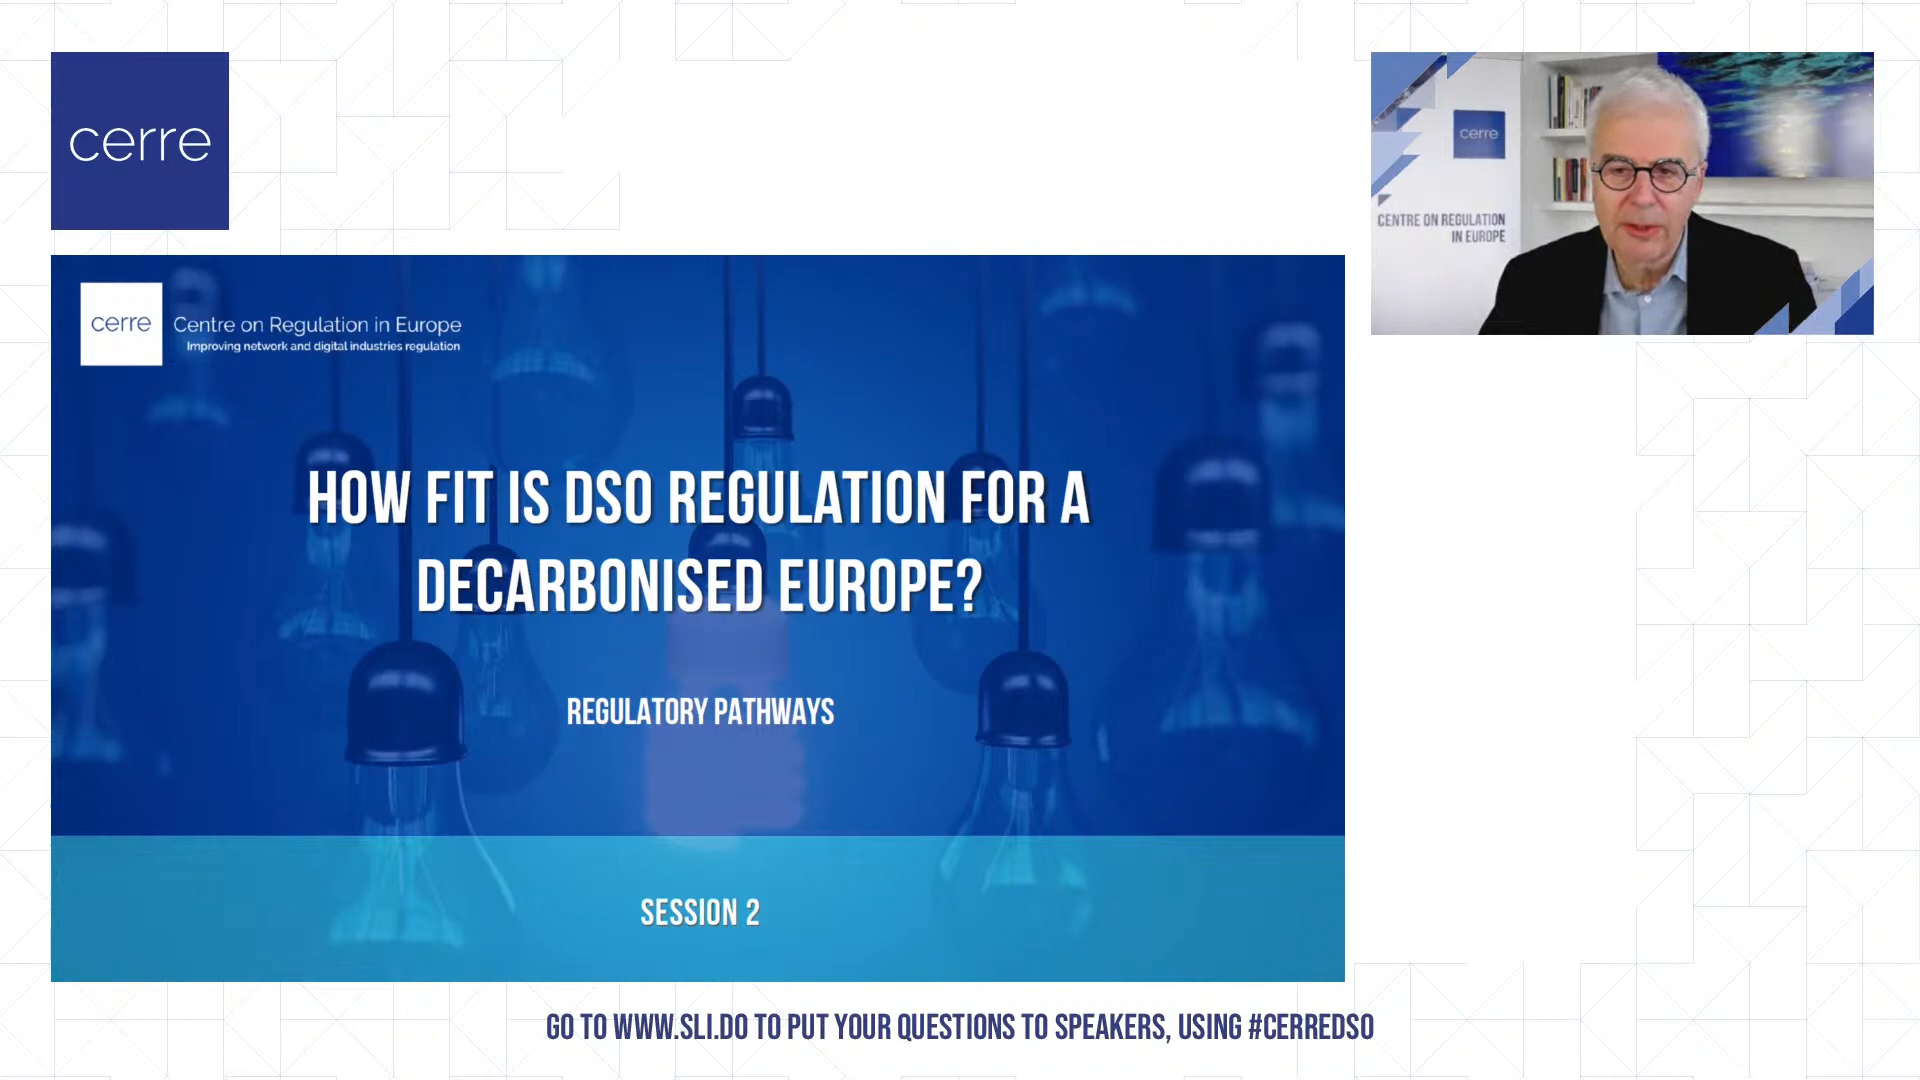 cerre
cerre
CENTRE ON REGULATION
IN EUROPE
cerre
Centre on Regulation in Europe
Improving network and digital industries regulation
HOW FIT IS DSO REGULATION FOR A
DECARBONISED EUROPE?
REGULATORY PATHWAYS
SESSION 2
GO TO WWW.SLI.DO TO PUT YOUR QUESTIONS TO SPEAKERS, USING #CERREDSO